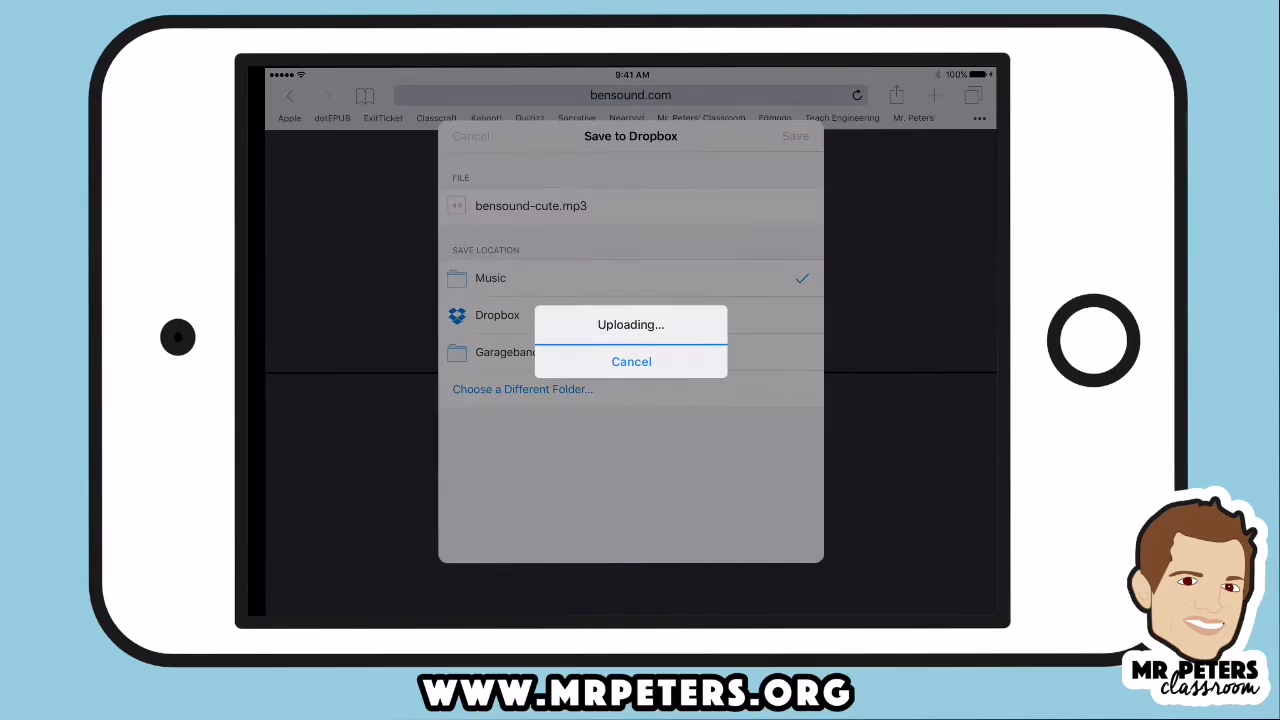 9:41 AM
100%
bensound.com
Apple dotEPUB ExitTicket Classcraft Kahoot! Quizizz Socrative Nearpod Mr. Peters' Classroom Edmodo Teach Engineering Mr. Peters'
Cancel Save to Dropbox Save
FILE
bensound-cute.mp3
SAVE LOCATION
Music
Dropbox
Uploading...
Garageband
Cancel
Choose a Different Folder...
MR PETERS
classroom
WWW.MRPETERS.ORG